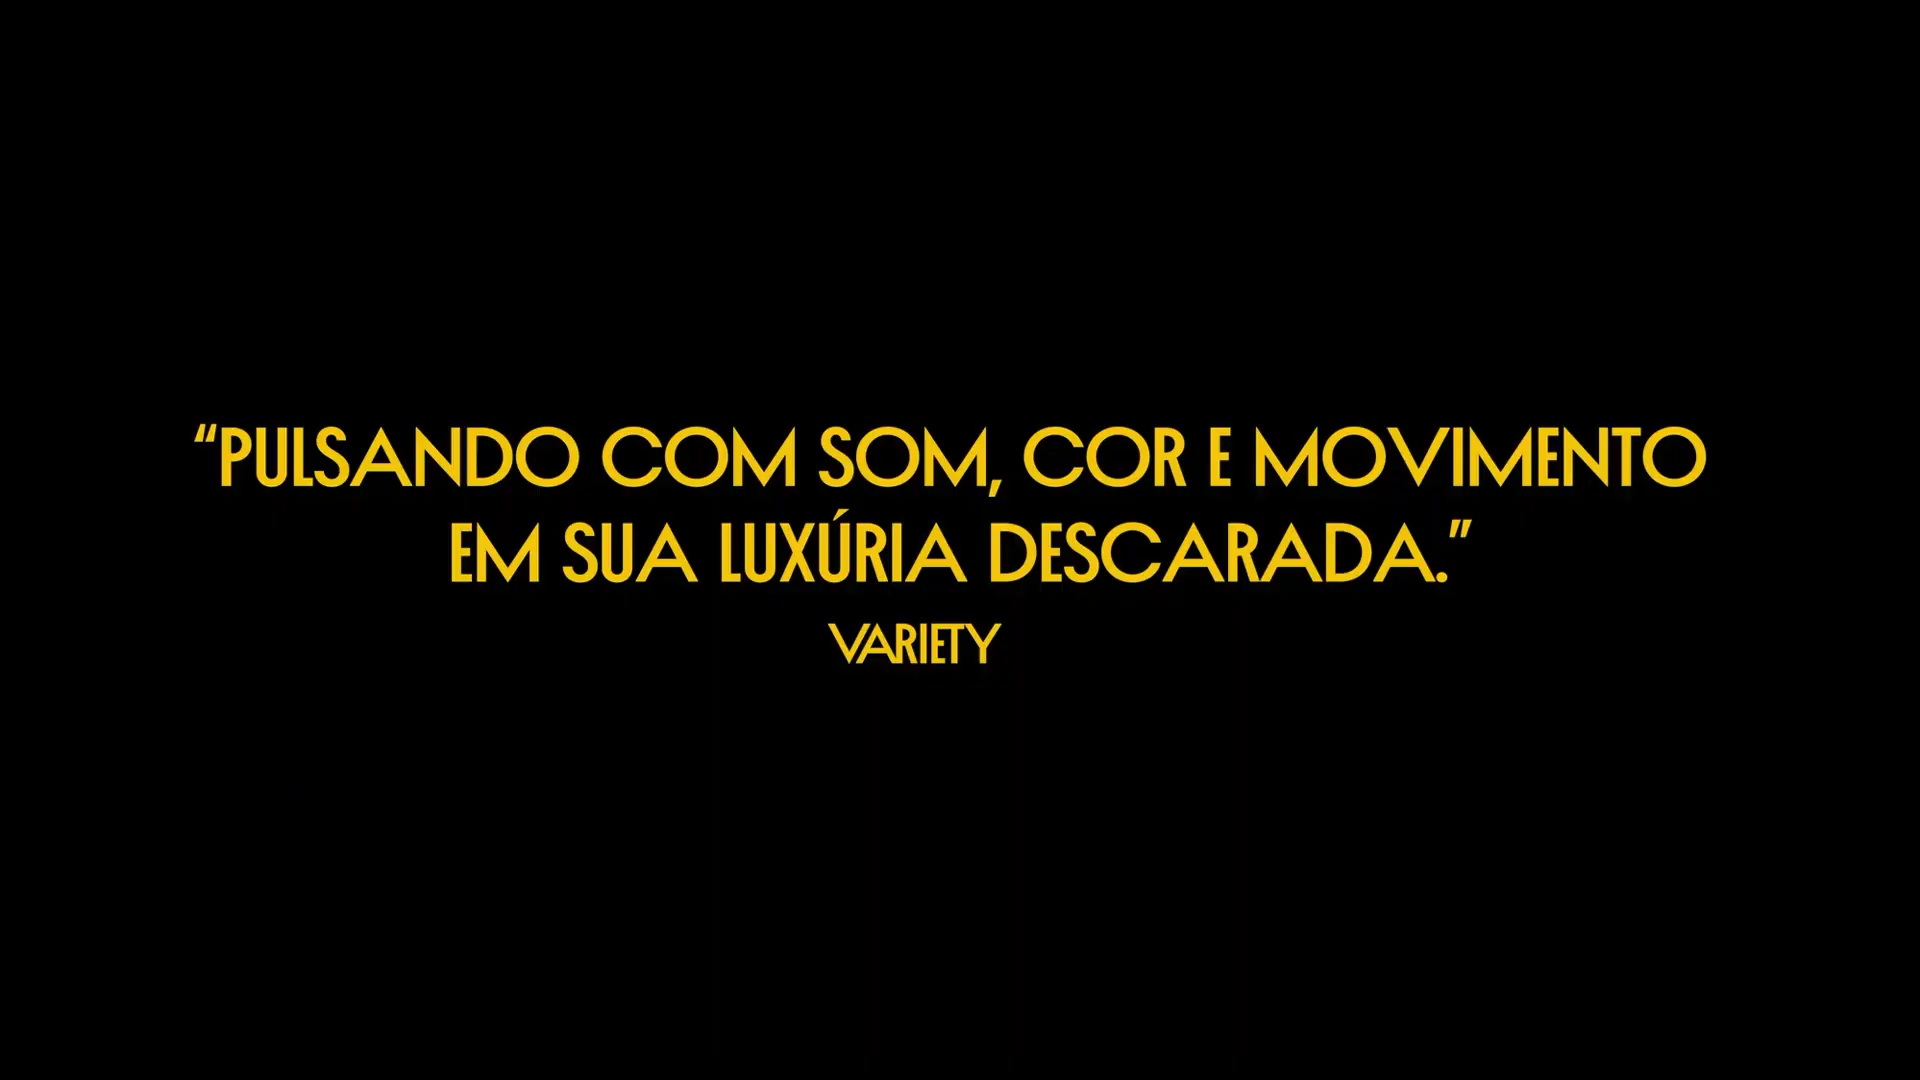 “PULSANDO COM SOM, COR E MOVIMENTO
EM SUA LUXÚRIA DESCARADA.”
VARIETY